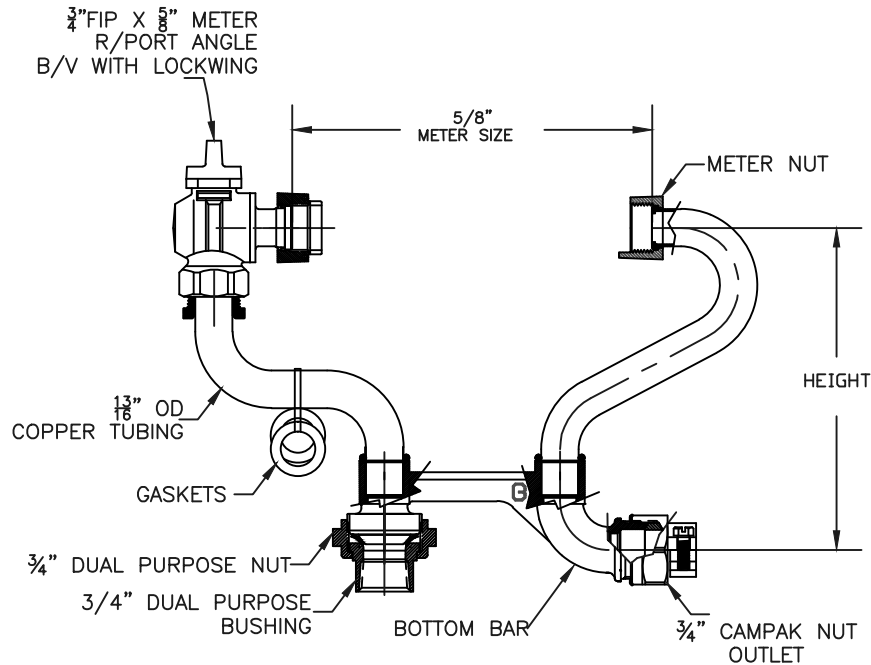 ¾"FIP X ⅝" METER
R/PORT ANGLE
B/V WITH LOCKWING
5/8"
METER SIZE
METER NUT
HEIGHT
13/16" OD
COPPER TUBING
GASKETS
¾" DUAL PURPOSE NUT
3/4" DUAL PURPOSE
BUSHING
BOTTOM BAR
¾" CAMPAK NUT
OUTLET